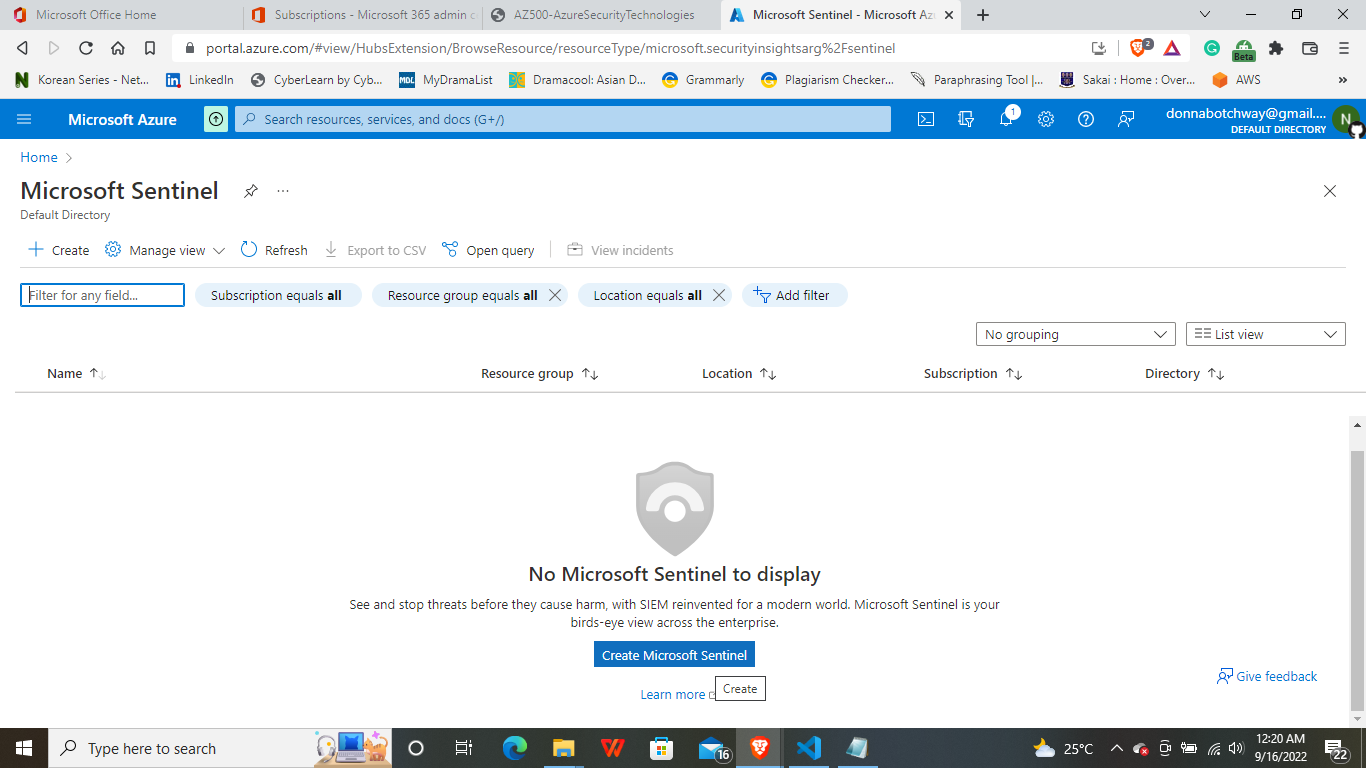 Microsoft Office Home
Subscriptions - Microsoft 365 admin c
AZ500-AzureSecurityTechnologies
Microsoft Sentinel - Microsoft Az
portal.azure.com/#view/HubsExtension/BrowseResource/resourceType/microsoft.securityinsightsarg%2Fsentinel
2
Beta
Korean Series - Net...
LinkedIn
CyberLearn by Cyb...
MDL
MyDramaList
Dramacool: Asian D...
Grammarly
Plagiarism Checker...
Paraphrasing Tool |...
Sakai : Home : Over...
AWS
»
Microsoft Azure
Search resources, services, and docs (G+/)
1
donnabotchway@gmail....
DEFAULT DIRECTORY
N
Home
Microsoft Sentinel
...
Default Directory
Create
Manage view
Refresh
Export to CSV
Open query
View incidents
Filter for any field...
Subscription equals all
Resource group equals all
Location equals all
Add filter
No grouping
List view
Name
Resource group
Location
Subscription
Directory
No Microsoft Sentinel to display
See and stop threats before they cause harm, with SIEM reinvented for a modern world. Microsoft Sentinel is your
birds-eye view across the enterprise.
Create Microsoft Sentinel
Learn more
Create
Give feedback
Type here to search
16
25°C
12:20 AM
9/16/2022
22